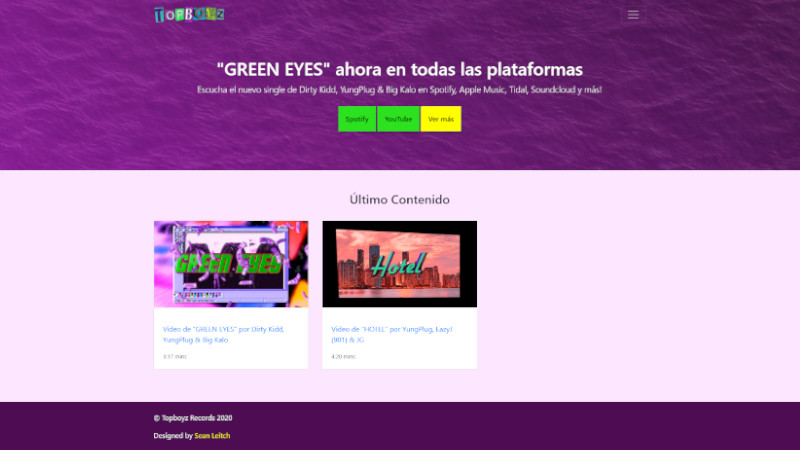 TOPBOYZ
"GREEN EYES" ahora en todas las plataformas
Escucha el nuevo single de Dirty Kidd, YungPlug & Big Kalo en Spotify, Apple Music, Tidal, Soundcloud y más!
Spotify YouTube Ver más
Último Contenido
GREEN EYES
Hotel
Video de "GREEN EYES" por Dirty Kidd,
YungPlug & Big Kalo
Video de "HOTEL" por YungPlug, EazyJ
(901) & JG
3:37 mins
4:20 mins
© Topboyz Records 2020
Designed by Sean Leitch